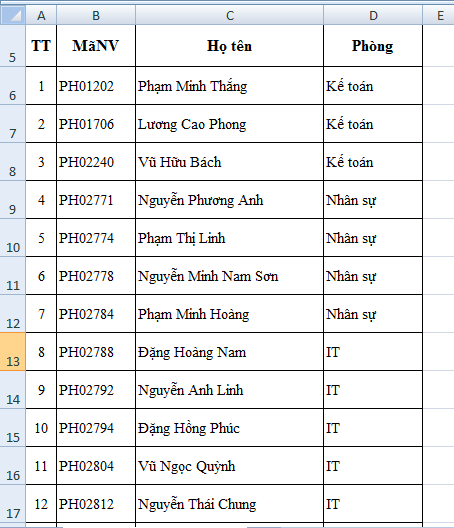 A B C D E
5 TT MãNV Họ tên Phòng
6 1 PH01202 Phạm Minh Thắng Kế toán
7 2 PH01706 Lương Cao Phong Kế toán
8 3 PH02240 Vũ Hữu Bách Kế toán
9 4 PH02771 Nguyễn Phương Anh Nhân sự
10 5 PH02774 Phạm Thị Linh Nhân sự
11 6 PH02778 Nguyễn Minh Nam Sơn Nhân sự
12 7 PH02784 Phạm Minh Hoàng Nhân sự
13 8 PH02788 Đặng Hoàng Nam IT
14 9 PH02792 Nguyễn Anh Linh IT
15 10 PH02794 Đặng Hồng Phúc IT
16 11 PH02804 Vũ Ngọc Quỳnh IT
17 12 PH02812 Nguyễn Thái Chung IT